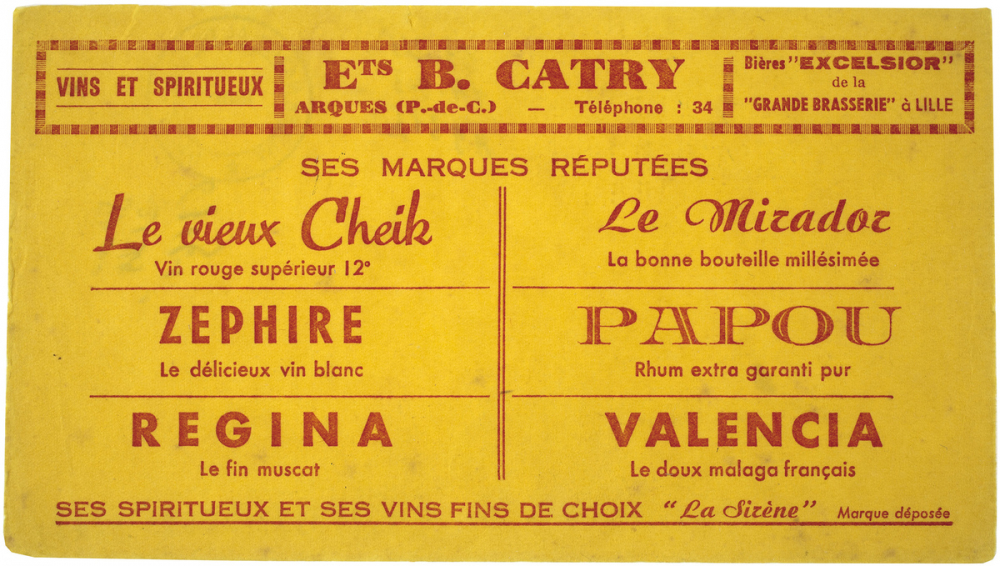 VINS ET SPIRITUEUX
ETS B. CATRY
ARQUES (P.-de-C.) — Téléphone : 34
Bières "EXCELSIOR"
de la
"GRANDE BRASSERIE" à LILLE
SES MARQUES RÉPUTÉES
Le vieux Cheik
Vin rouge supérieur 12°
ZEPHIRE
Le délicieux vin blanc
REGINA
Le fin muscat
Le Mirador
La bonne bouteille millésimée
PAPOU
Rhum extra garanti pur
VALENCIA
Le doux malaga français
SES SPIRITUEUX ET SES VINS FINS DE CHOIX "La Sirène" Marque déposée